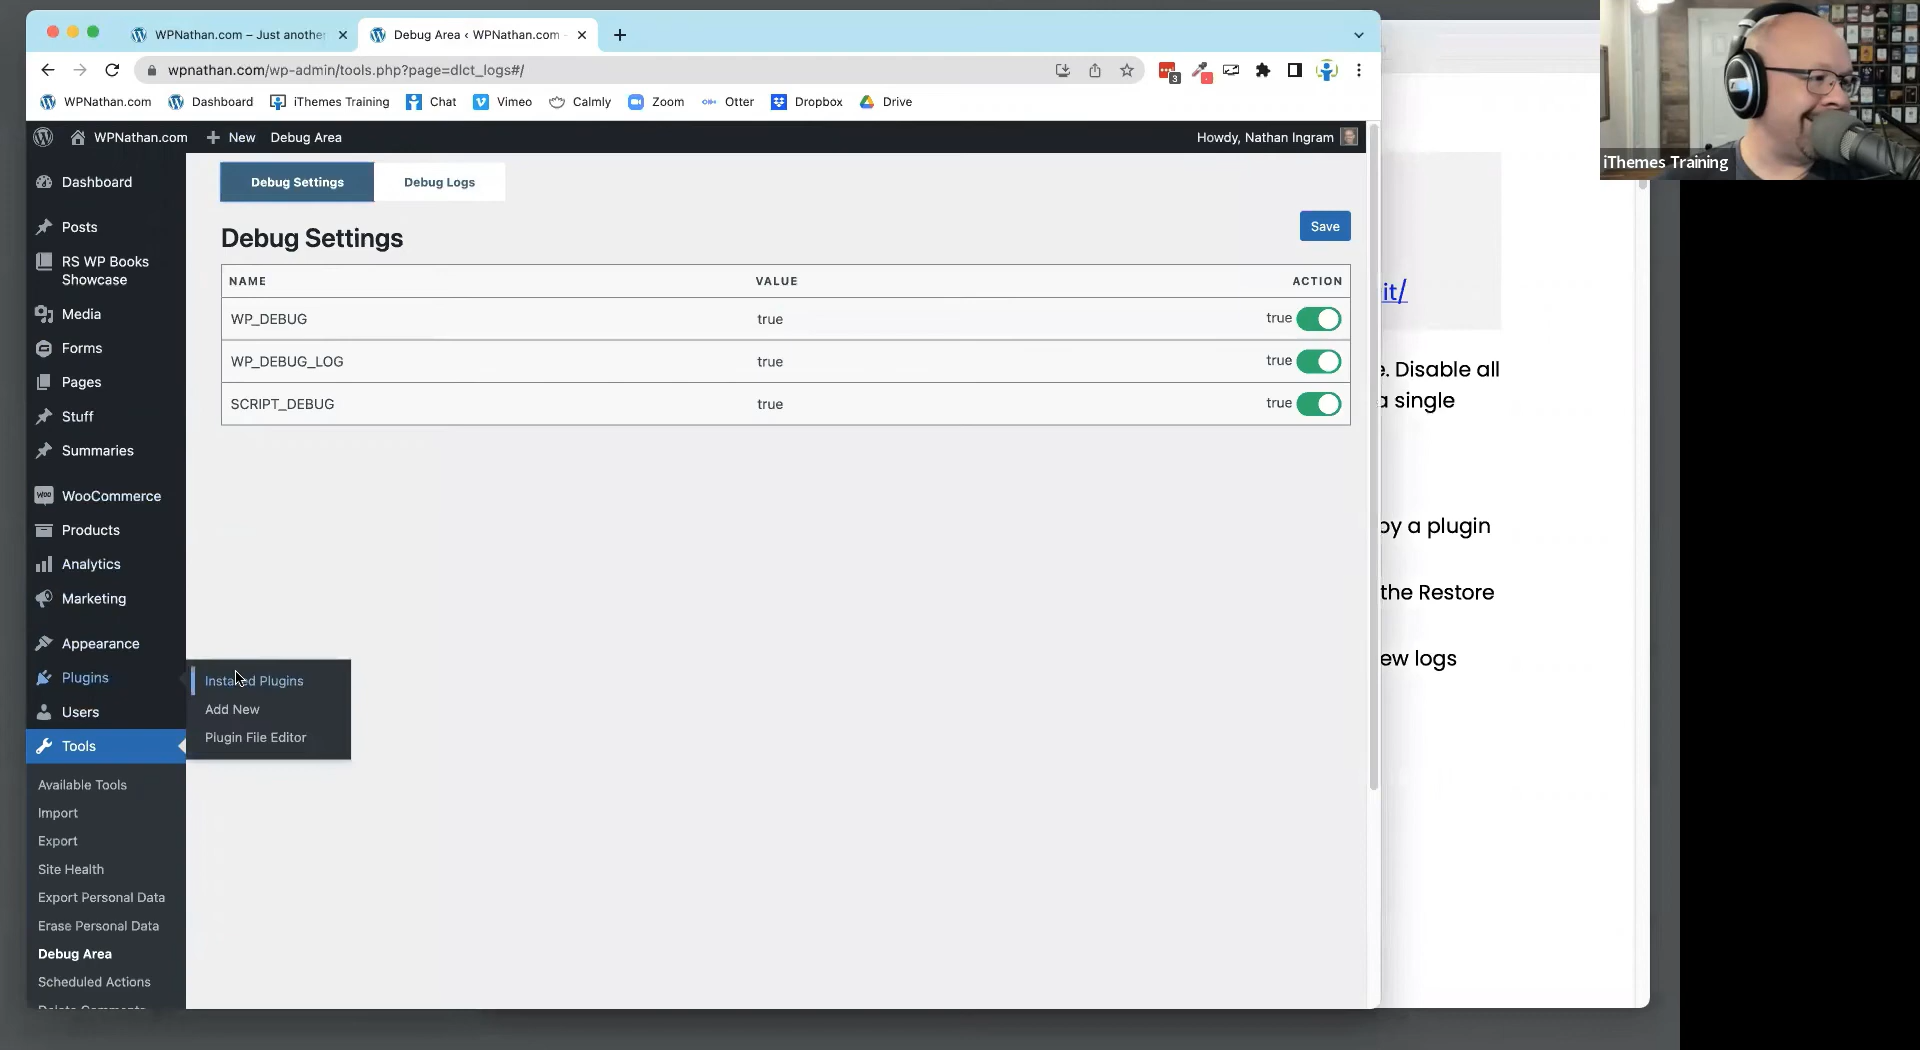 WPNathan.com – Just another
Debug Area ‹ WPNathan.com -
wpnathan.com/wp-admin/tools.php?page=dlct_logs#/
3
WPNathan.com
Dashboard
iThemes Training
Chat
Vimeo
Calmly
Zoom
Otter
Dropbox
Drive
WPNathan.com
New
Debug Area
Howdy, Nathan Ingram
iThemes Training
Dashboard
Posts
RS WP Books
Showcase
Media
Forms
Pages
Stuff
Summaries
WooCommerce
Products
Analytics
Marketing
Appearance
Plugins
Users
Tools
Available Tools
Import
Export
Site Health
Export Personal Data
Erase Personal Data
Debug Area
Scheduled Actions
Installed Plugins
Add New
Plugin File Editor
Debug Settings
Debug Logs
Debug Settings
Save
NAME VALUE ACTION
WP_DEBUG true true
WP_DEBUG_LOG true true
SCRIPT_DEBUG true true
it/
e. Disable all
a single
by a plugin
the Restore
ew logs